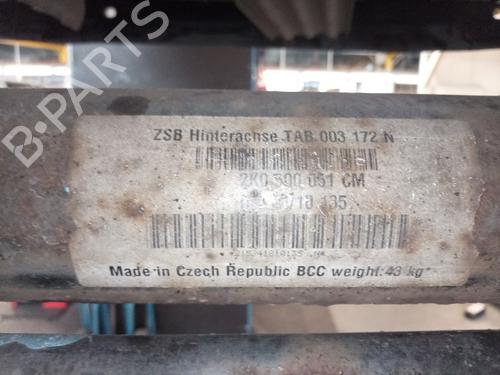 B-PARTS
ZSB Hinterachse TAB 003 172 N
2K0 500 051 CM
Made in Czech Republic BCC weight:43 kg